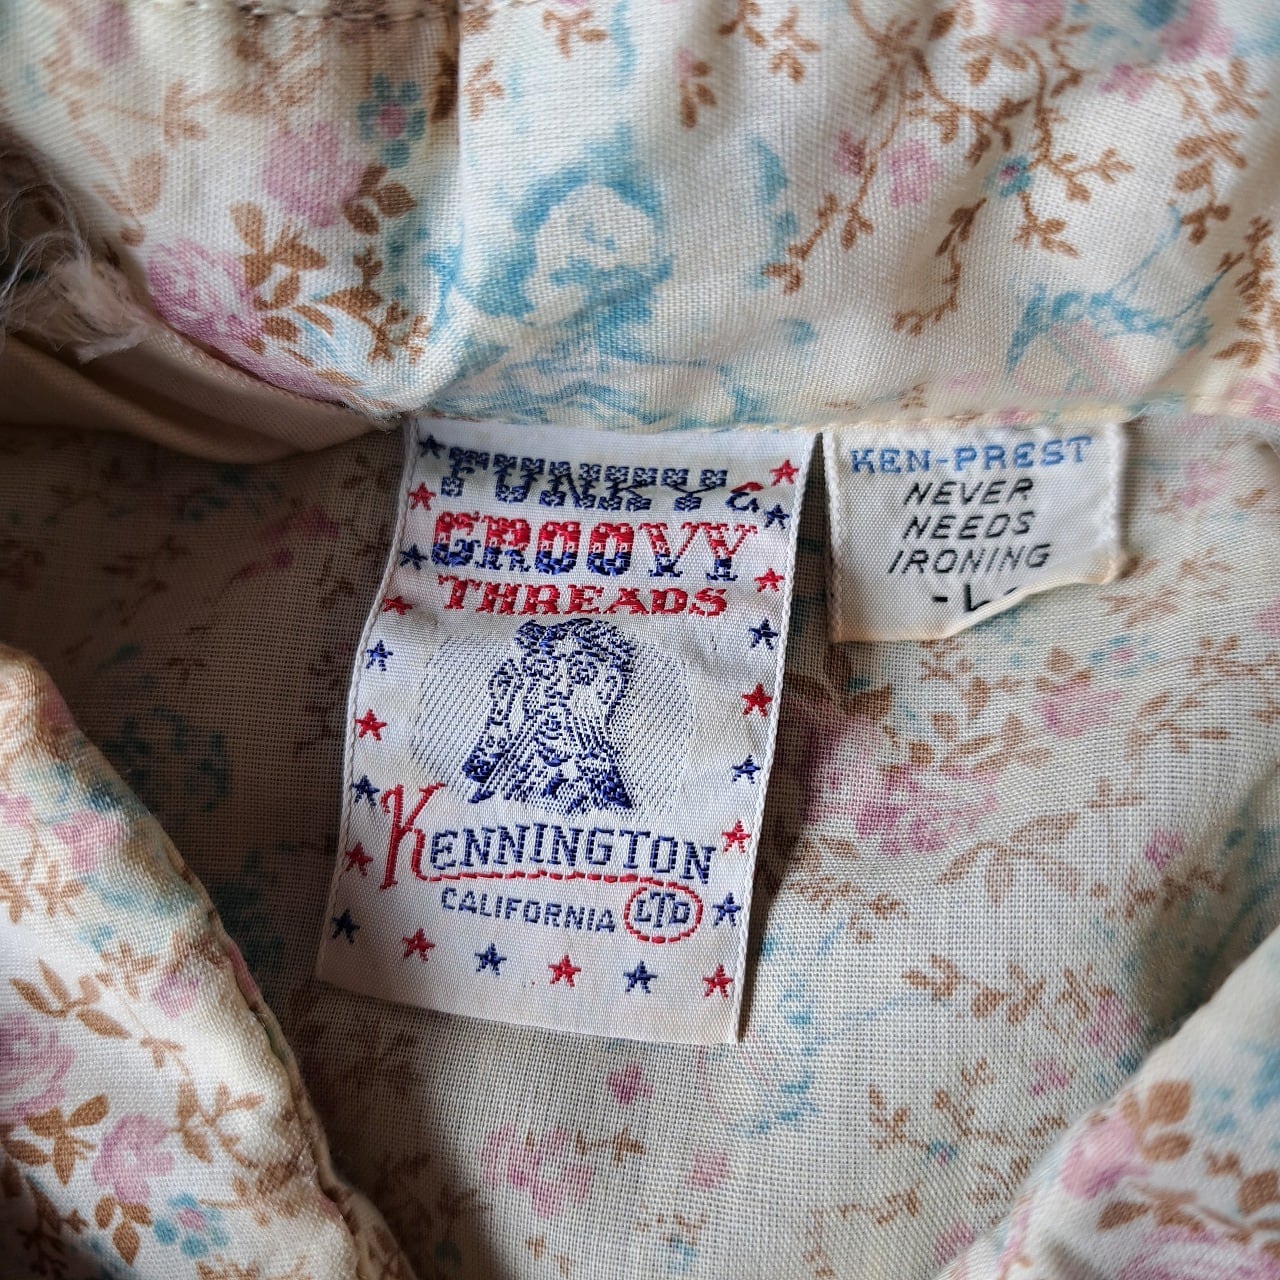 FUNKY &
GROOVY
THREADS
KENNINGTON
CALIFORNIA LTD
KEN-PREST
NEVER
NEEDS
IRONING
- L -